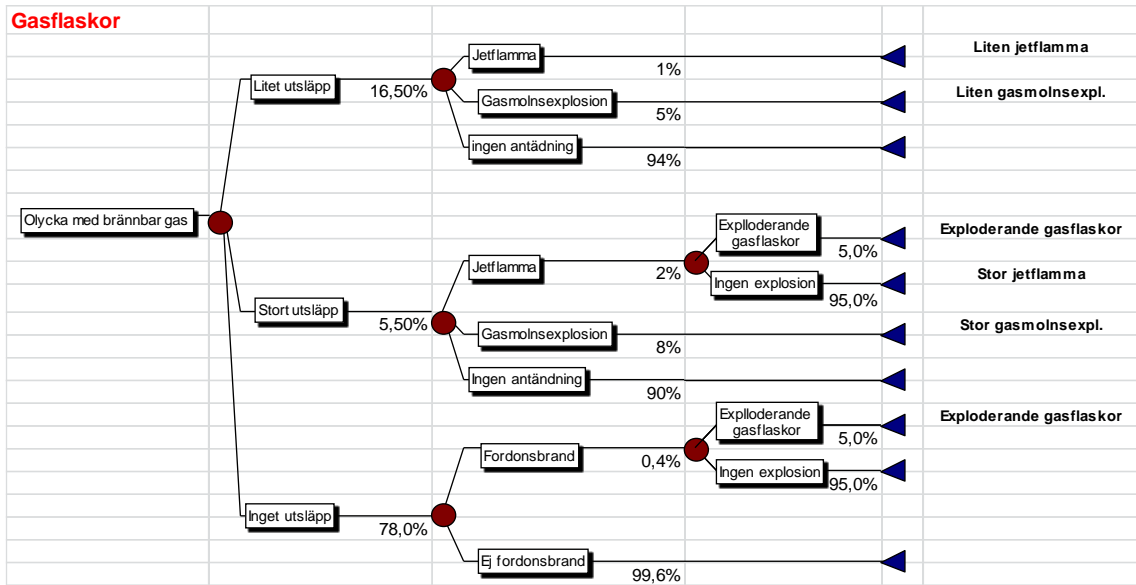 Gasflaskor
Jetflamma
1%
Liten jetflamma
Litet utsläpp
16,50%
Gasmolnsexplosion
5%
Liten gasmolnsexpl.
ingen antädning
94%
Olycka med brännbar gas
Stort utsläpp
5,50%
Jetflamma
2%
Explloderande
gasflaskor
5,0%
Exploderande gasflaskor
Ingen explosion
95,0%
Stor jetflamma
Gasmolnsexplosion
8%
Stor gasmolnsexpl.
Ingen antändning
90%
Inget utsläpp
78,0%
Fordonsbrand
0,4%
Explloderande
gasflaskor
5,0%
Exploderande gasflaskor
Ingen explosion
95,0%
Ej fordonsbrand
99,6%